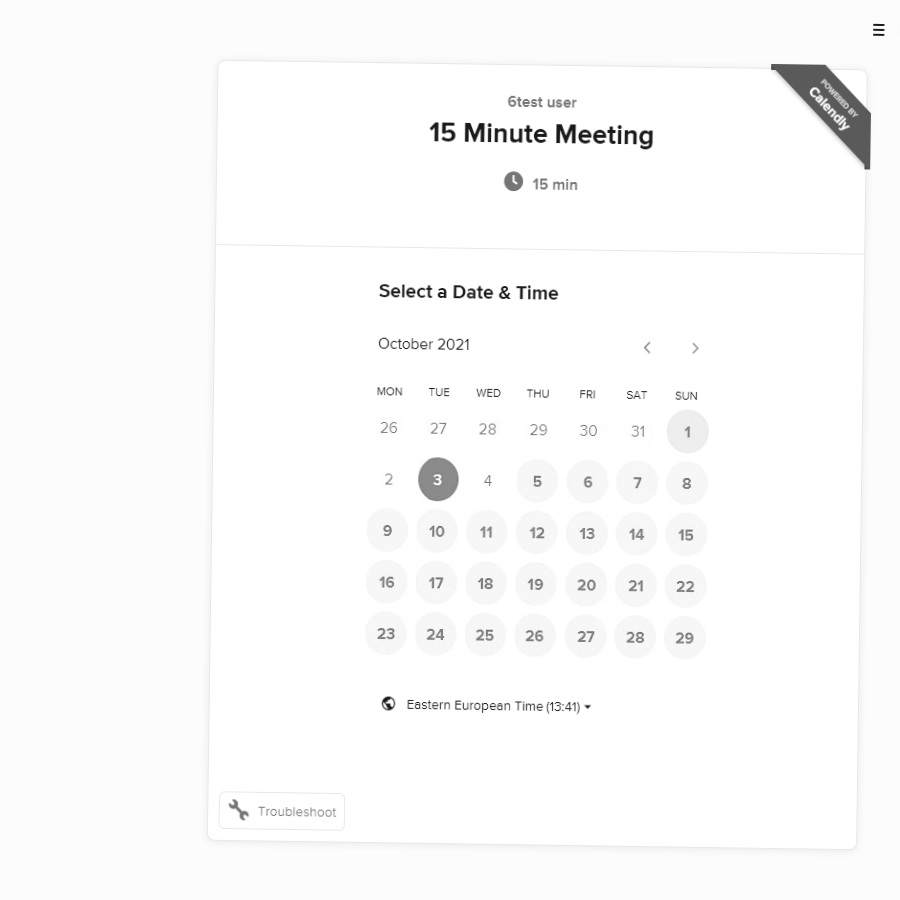 POWERED BY
Calendly
6test user
15 Minute Meeting
15 min
Select a Date & Time
October 2021
MON TUE WED THU FRI SAT SUN
26 27 28 29 30 31 1
2 3 4 5 6 7 8
9 10 11 12 13 14 15
16 17 18 19 20 21 22
23 24 25 26 27 28 29
Eastern European Time (13:41)
Troubleshoot